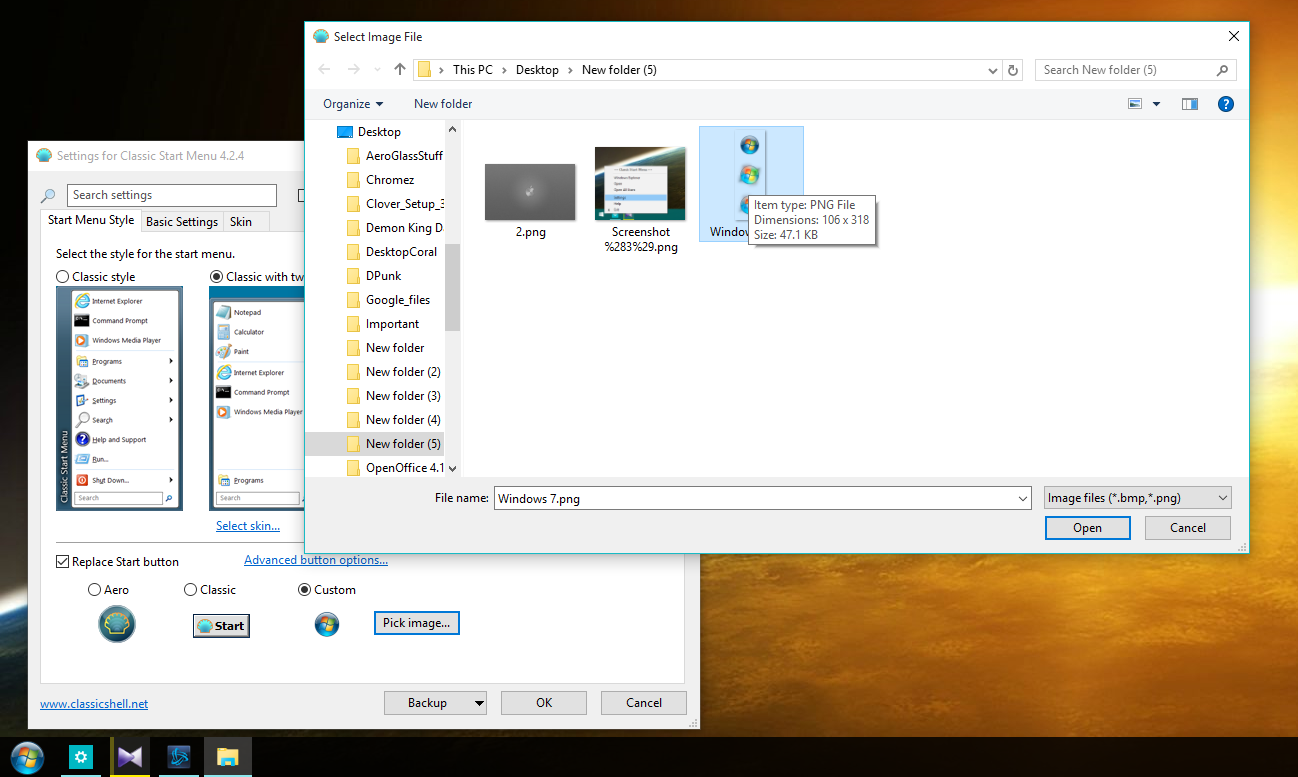 Select Image File
This PC > Desktop > New folder (5)
Search New folder (5)
Organize
New folder
Desktop
AeroGlassStuff
Chromez
Clover_Setup_3
Demon King D
DesktopCoral
DPunk
Google_files
Important
New folder
New folder (2)
New folder (3)
New folder (4)
New folder (5)
OpenOffice 4.1
2.png
Screenshot
%283%29.png
Window
Item type: PNG File
Dimensions: 106 x 318
Size: 47.1 KB
File name:
Windows 7.png
Image files (*.bmp,*.png)
Open
Cancel
Settings for Classic Start Menu 4.2.4
Search settings
Start Menu Style
Basic Settings
Skin
Select the style for the start menu.
Classic style
Classic with tw
Internet Explorer
Command Prompt
Windows Media Player
Programs
Documents
Settings
Search
Help and Support
Run...
Shut Down...
Search
Classic Start Menu
Notepad
Calculator
Paint
Internet Explorer
Command Prompt
Windows Media Player
Programs
Search
Select skin...
Replace Start button
Advanced button options...
Aero
Classic
Custom
Start
Pick image...
www.classicshell.net
Backup
OK
Cancel